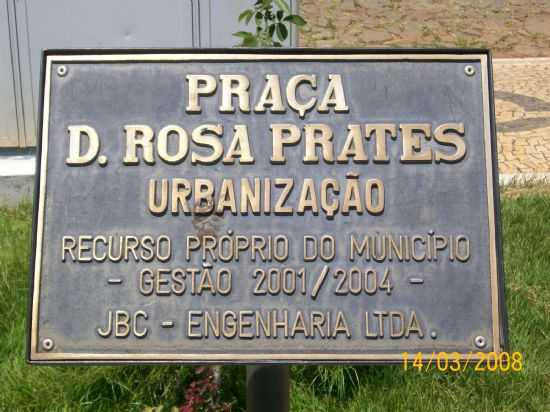 PRAÇA
D. ROSA PRATES
URBANIZAÇÃO
RECURSO PRÓPRIO DO MUNICÍPIO
- GESTÃO 2001/2004 -
JBC - ENGENHARIA LTDA.
14/03/2008